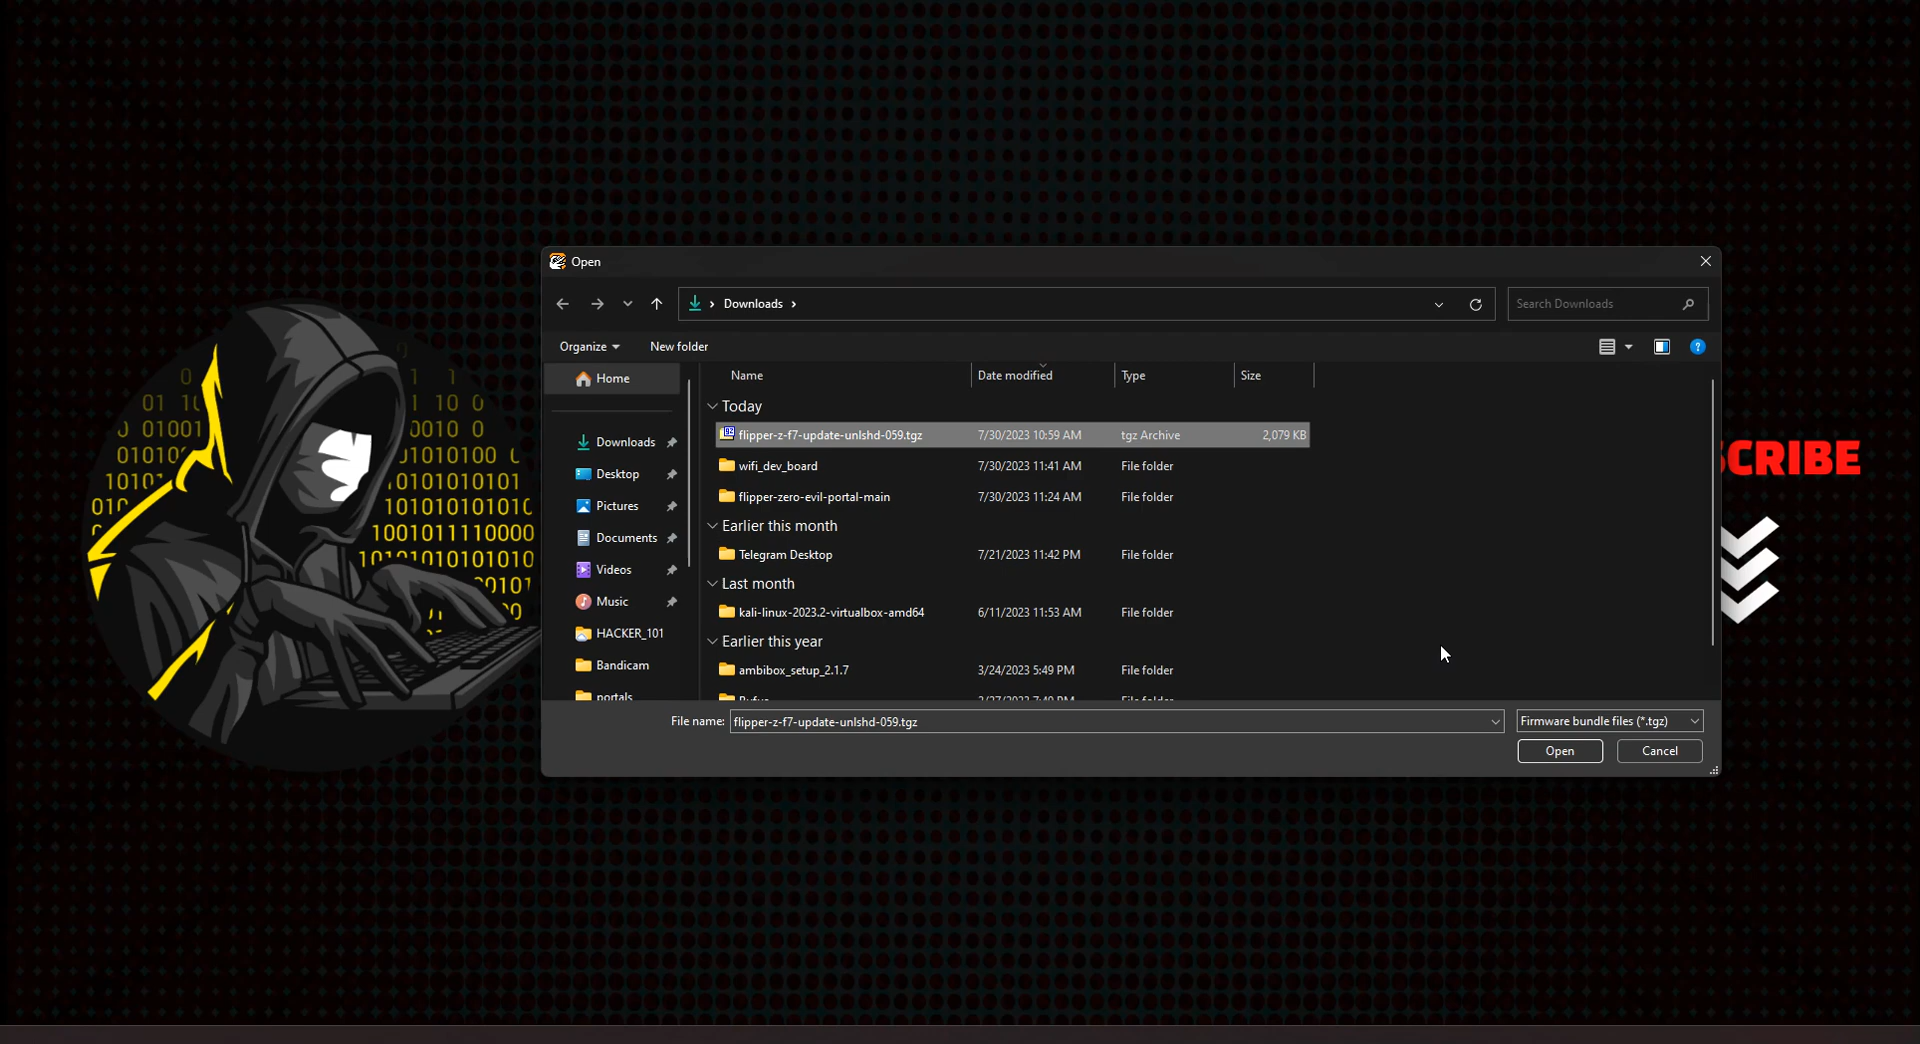 Open
Downloads
Search Downloads
Organize
New folder
Home
Downloads
Desktop
Pictures
Documents
Videos
Music
HACKER_101
Bandicam
portals
Name Date modified Type Size
Today
flipper-z-f7-update-unlshd-059.tgz 7/30/2023 10:59 AM tgz Archive 2,079 KB
wifi_dev_board 7/30/2023 11:41 AM File folder
flipper-zero-evil-portal-main 7/30/2023 11:24 AM File folder
Earlier this month
Telegram Desktop 7/21/2023 11:42 PM File folder
Last month
kali-linux-2023.2-virtualbox-amd64 6/11/2023 11:53 AM File folder
Earlier this year
ambibox_setup_2.1.7 3/24/2023 5:49 PM File folder
File name: flipper-z-f7-update-unlshd-059.tgz Firmware bundle files (*.tgz)
Open Cancel
SCRIBE